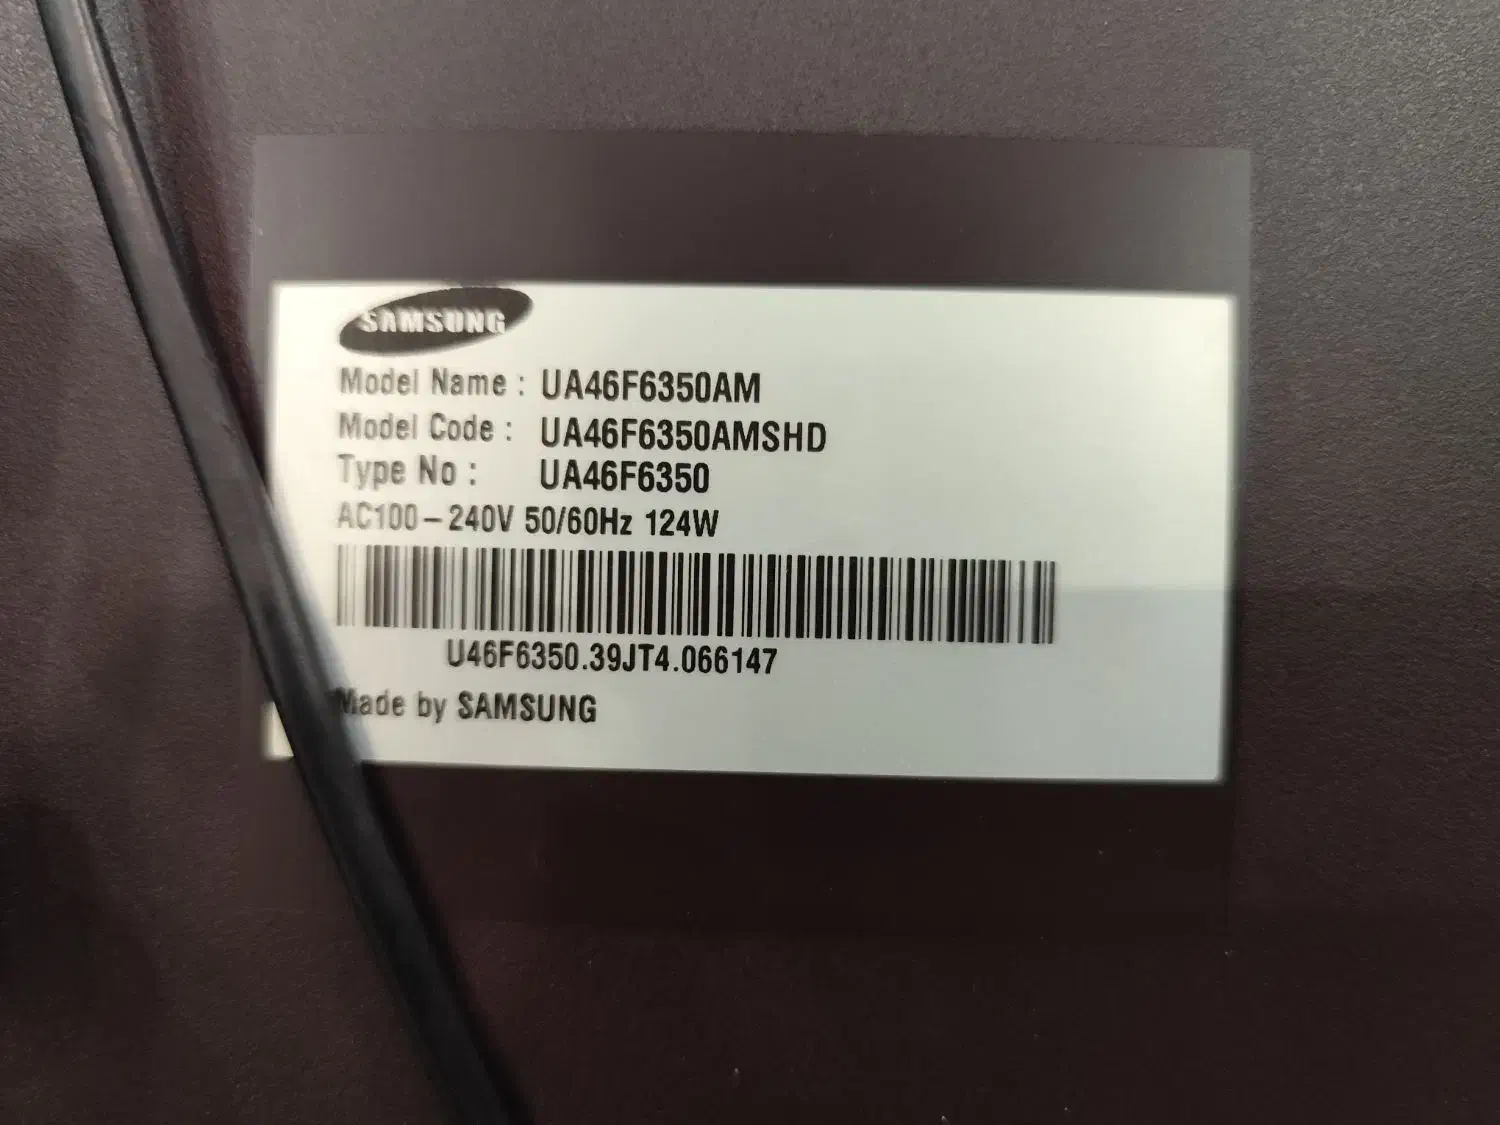 SAMSUNG
Model Name : UA46F6350AM
Model Code : UA46F6350AMSHD
Type No : UA46F6350
AC100-240V 50/60Hz 124W
U46F6350.39JT4.066147
Made by SAMSUNG